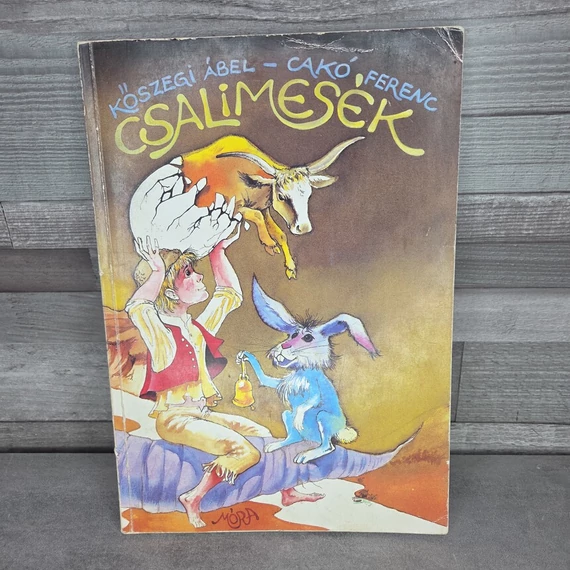 KŐSZEGI ÁBEL – CAKÓ FERENC
CSALiMESÉK
MÓRA